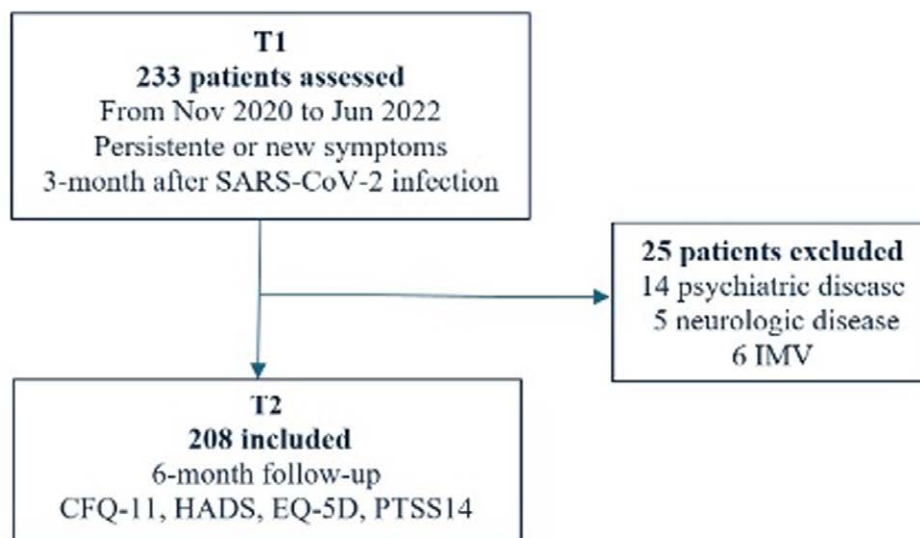 T1
233 patients assessed
From Nov 2020 to Jun 2022
Persistente or new symptoms
3-month after SARS-CoV-2 infection
25 patients excluded
14 psychiatric disease
5 neurologic disease
6 IMV
T2
208 included
6-month follow-up
CFQ-11, HADS, EQ-5D, PTSS14